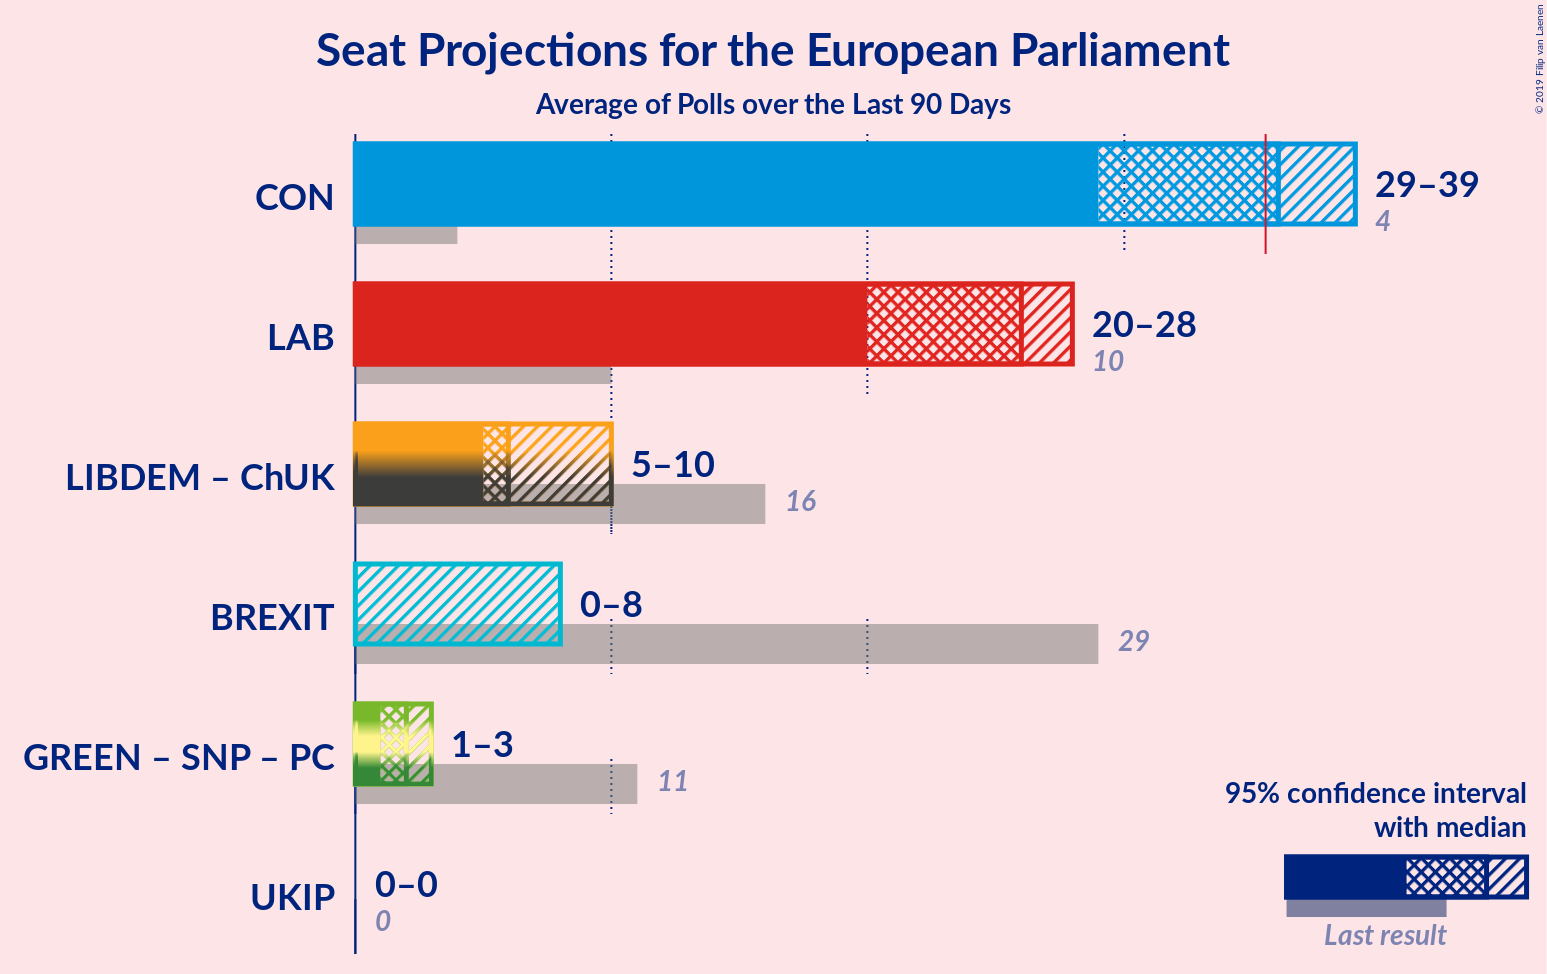 Seat Projections for the European Parliament
Average of Polls over the Last 90 Days
© 2019 Filip van Laenen
CON
29–39
4
LAB
20–28
10
LIBDEM – ChUK
5–10
16
BREXIT
0–8
29
GREEN – SNP – PC
1–3
11
UKIP
0–0
0
95% confidence interval
with median
Last result